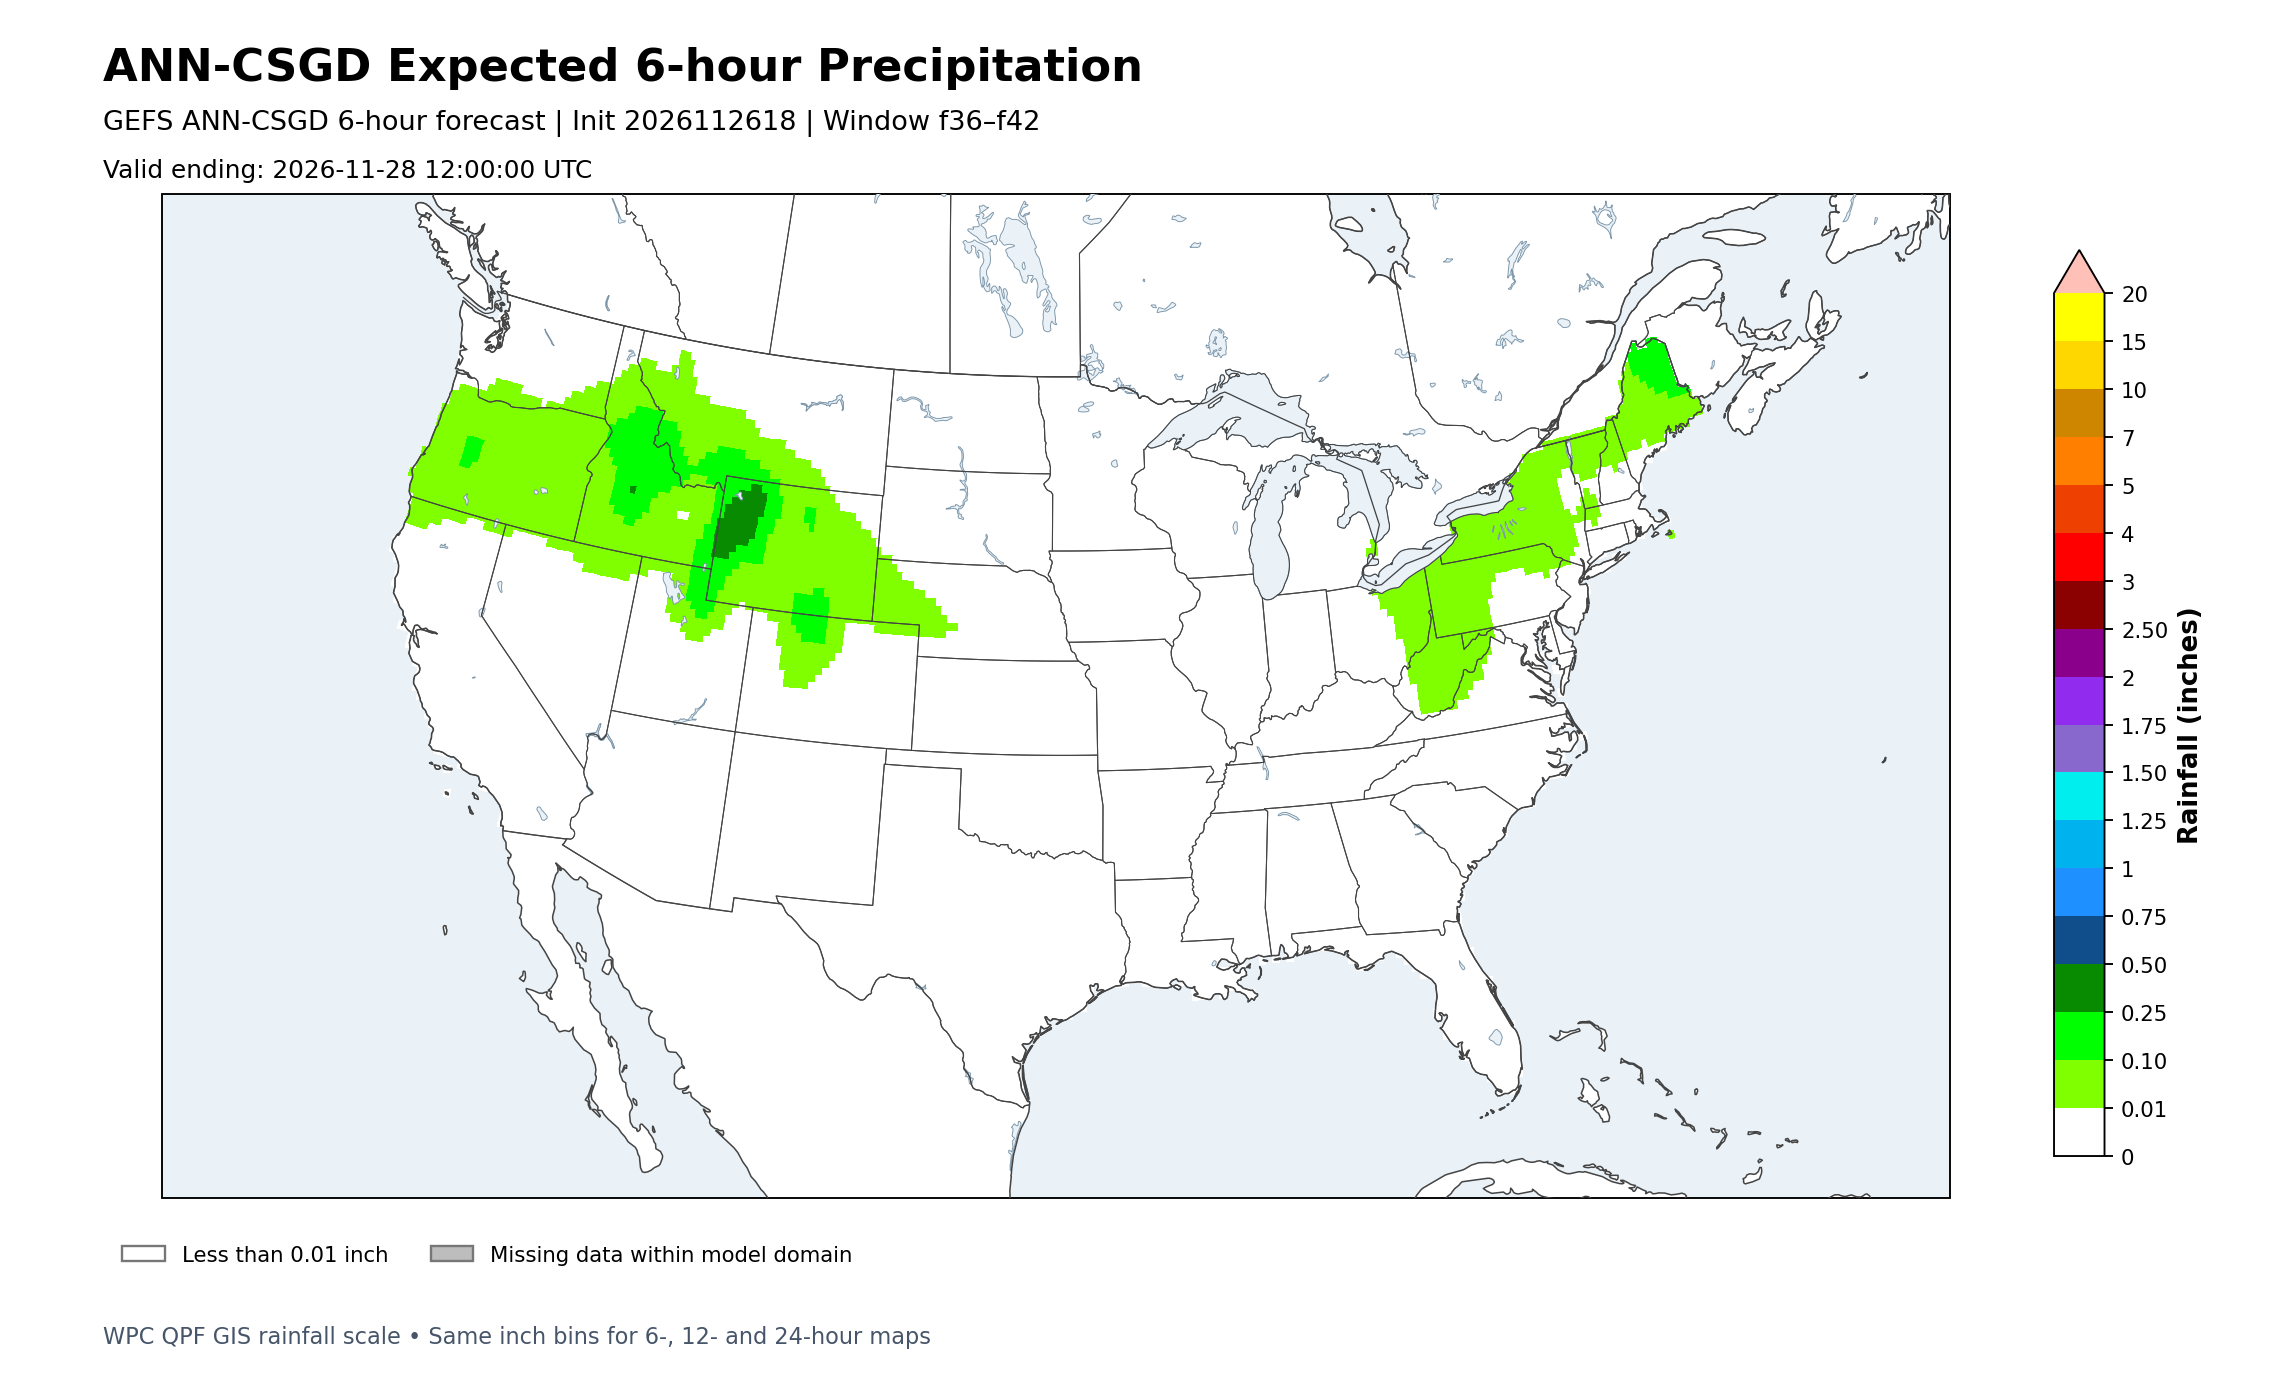 ANN-CSGD Expected 6-hour Precipitation
GEFS ANN-CSGD 6-hour forecast | Init 2026112618 | Window f36–f42
Valid ending: 2026-11-28 12:00:00 UTC
20
15
10
7
5
4
3
2.50
2
1.75
1.50
1.25
1
0.75
0.50
0.25
0.10
0.01
0
Rainfall (inches)
Less than 0.01 inch
Missing data within model domain
WPC QPF GIS rainfall scale • Same inch bins for 6-, 12- and 24-hour maps